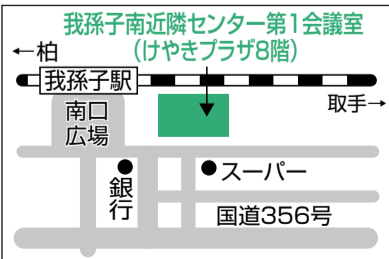 我孫子南近隣センター第1会議室
(けやきプラザ8階)
←柏
我孫子駅
取手→
南口
広場
銀行
スーパー
国道356号